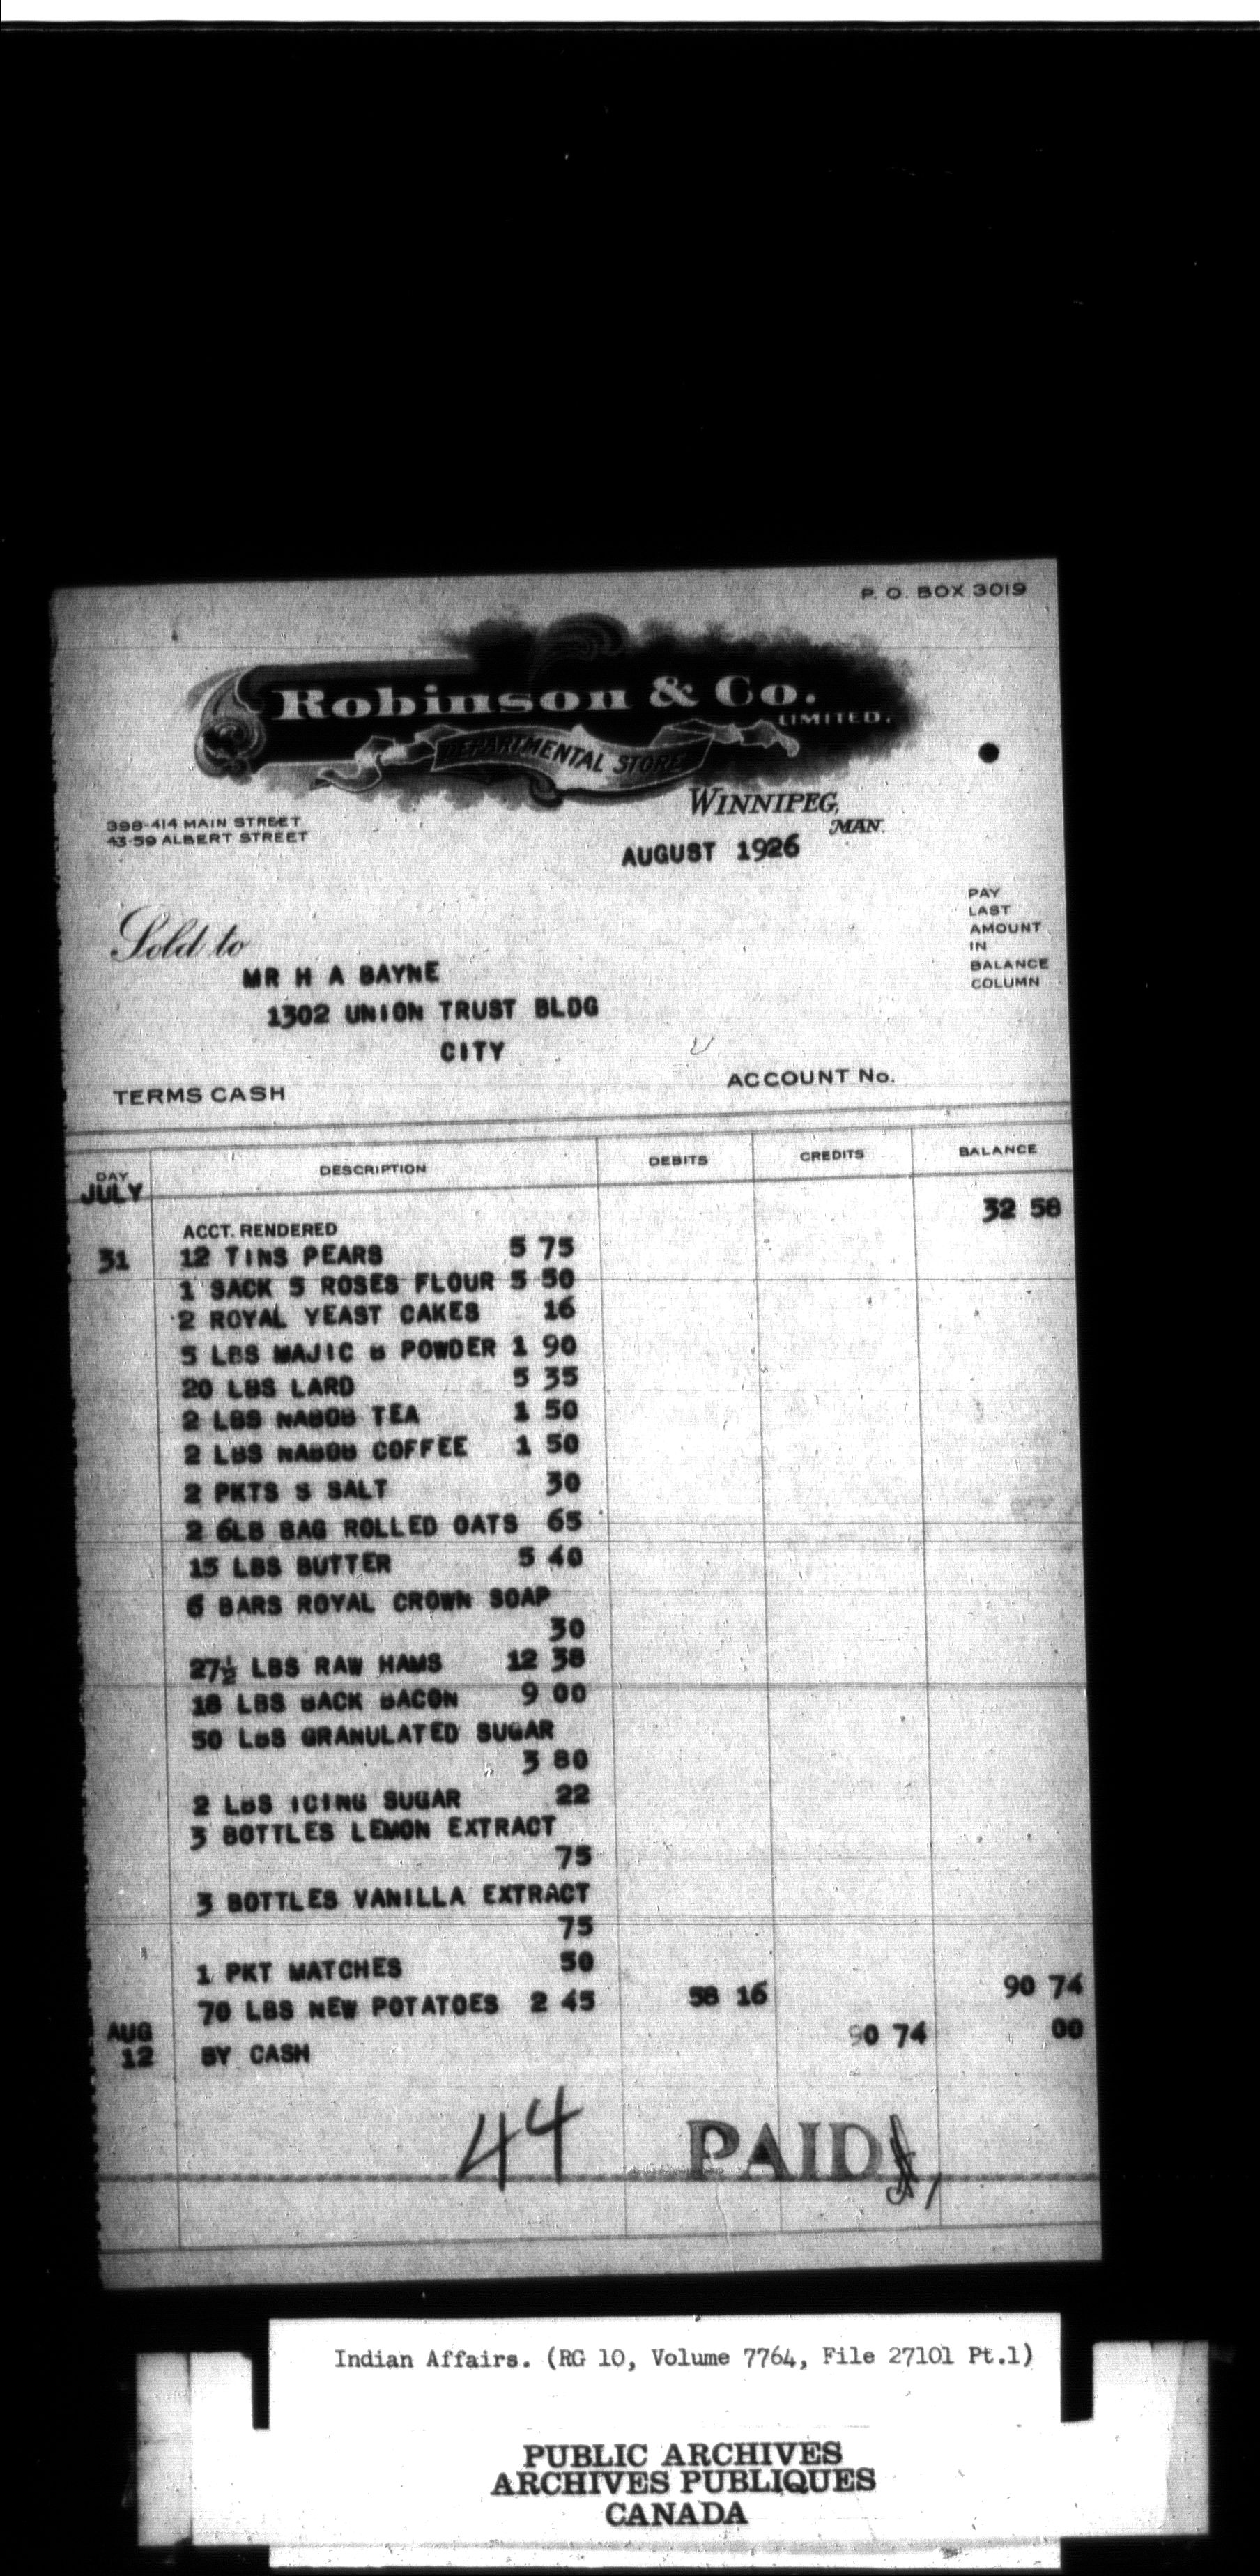 P. O. BOX 3019
Robinson & Co.
LIMITED.
DEPARTMENTAL STORE
WINNIPEG,
MAN.
398-414 MAIN STREET
43-59 ALBERT STREET
AUGUST 1926
PAY
LAST
AMOUNT
IN
BALANCE
COLUMN
Sold to
MR H A BAYNE
1302 UNION TRUST BLDG
CITY
TERMS CASH
ACCOUNT No.
DAY DESCRIPTION DEBITS CREDITS BALANCE
JULY
ACCT. RENDERED 32 58
31 12 TINS PEARS 5 75
1 SACK 5 ROSES FLOUR 5 50
2 ROYAL YEAST CAKES 16
5 LBS MAJIC B POWDER 1 90
20 LBS LARD 5 35
2 LBS NABOB TEA 1 50
2 LBS NABOB COFFEE 1 50
2 PKTS S SALT 30
2 6LB BAG ROLLED OATS 65
15 LBS BUTTER 5 40
6 BARS ROYAL CROWN SOAP
30
27½ LBS RAW HAMS 12 38
18 LBS BACK BACON 9 00
50 LBS GRANULATED SUGAR
3 80
2 LBS ICING SUGAR 22
3 BOTTLES LEMON EXTRACT
75
3 BOTTLES VANILLA EXTRACT
75
1 PKT MATCHES 50
70 LBS NEW POTATOES 2 45 58 16 90 74
AUG
12 BY CASH 90 74 00
44 PAID
Indian Affairs. (RG 10, Volume 7764, File 27101 Pt.1)
PUBLIC ARCHIVES
ARCHIVES PUBLIQUES
CANADA